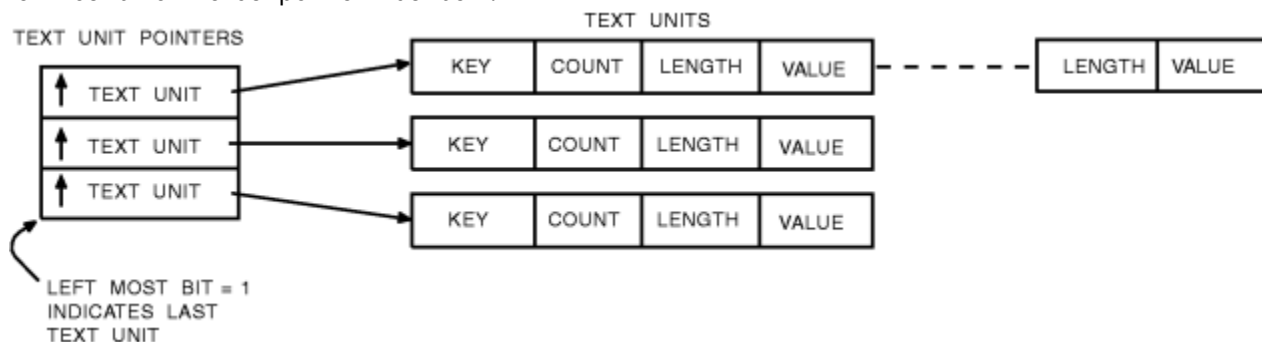 TEXT UNITS
TEXT UNIT POINTERS
KEY COUNT LENGTH VALUE LENGTH VALUE
TEXT UNIT
TEXT UNIT
KEY COUNT LENGTH VALUE
TEXT UNIT
KEY COUNT LENGTH VALUE
LEFT MOST BIT = 1
INDICATES LAST
TEXT UNIT